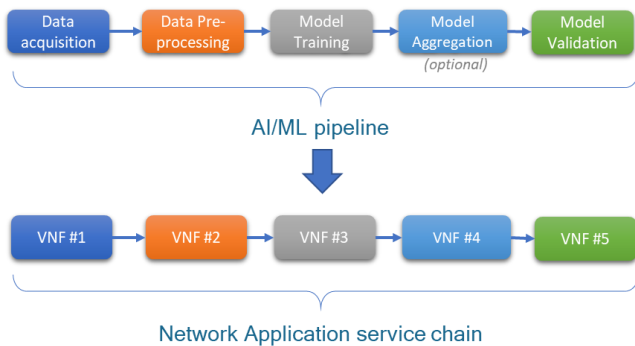 Data
acquisition
Data Pre-
processing
Model
Training
Model
Aggregation
(optional)
Model
Validation
AI/ML pipeline
VNF #1
VNF #2
VNF #3
VNF #4
VNF #5
Network Application service chain